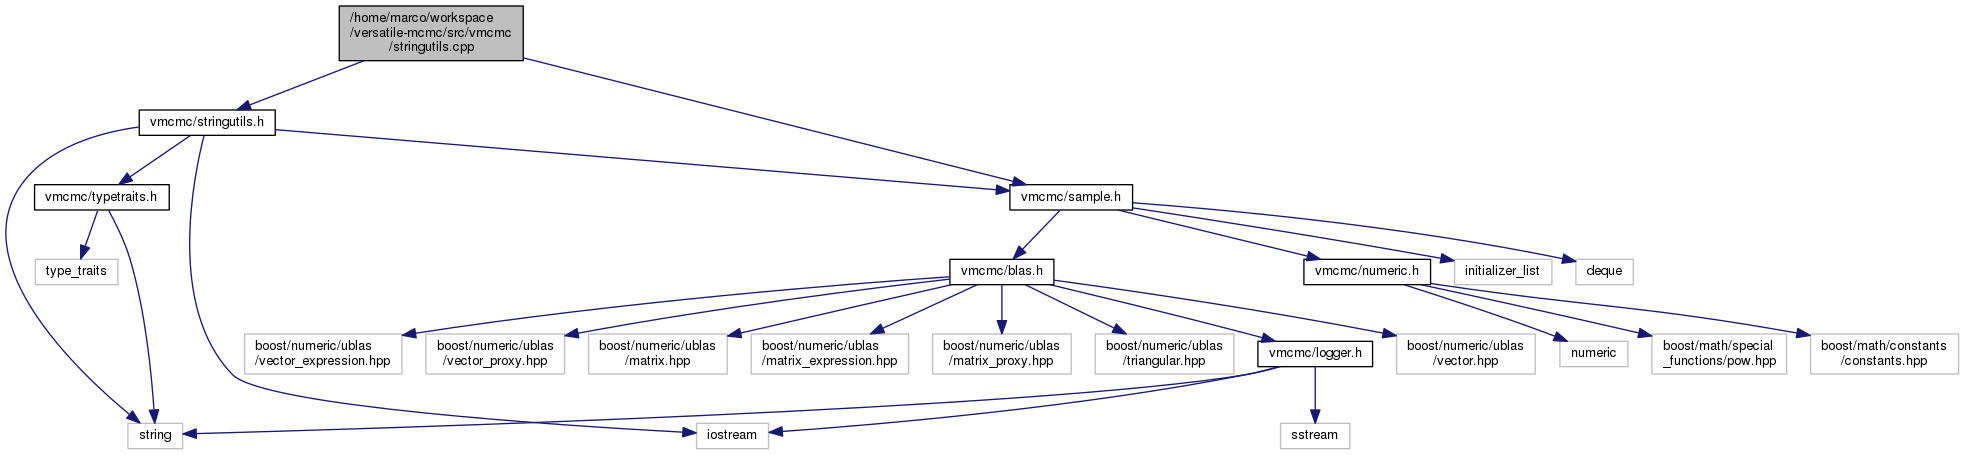 /home/marco/workspace
/versatile-mcmc/src/vmcmc
/stringutils.cpp
vmcmc/stringutils.h
vmcmc/typetraits.h
vmcmc/sample.h
type_traits
vmcmc/blas.h
vmcmc/numeric.h
initializer_list
deque
boost/numeric/ublas
/vector_expression.hpp
boost/numeric/ublas
/vector_proxy.hpp
boost/numeric/ublas
/matrix.hpp
boost/numeric/ublas
/matrix_expression.hpp
boost/numeric/ublas
/matrix_proxy.hpp
boost/numeric/ublas
/triangular.hpp
vmcmc/logger.h
boost/numeric/ublas
/vector.hpp
numeric
boost/math/special
_functions/pow.hpp
boost/math/constants
/constants.hpp
string
iostream
sstream